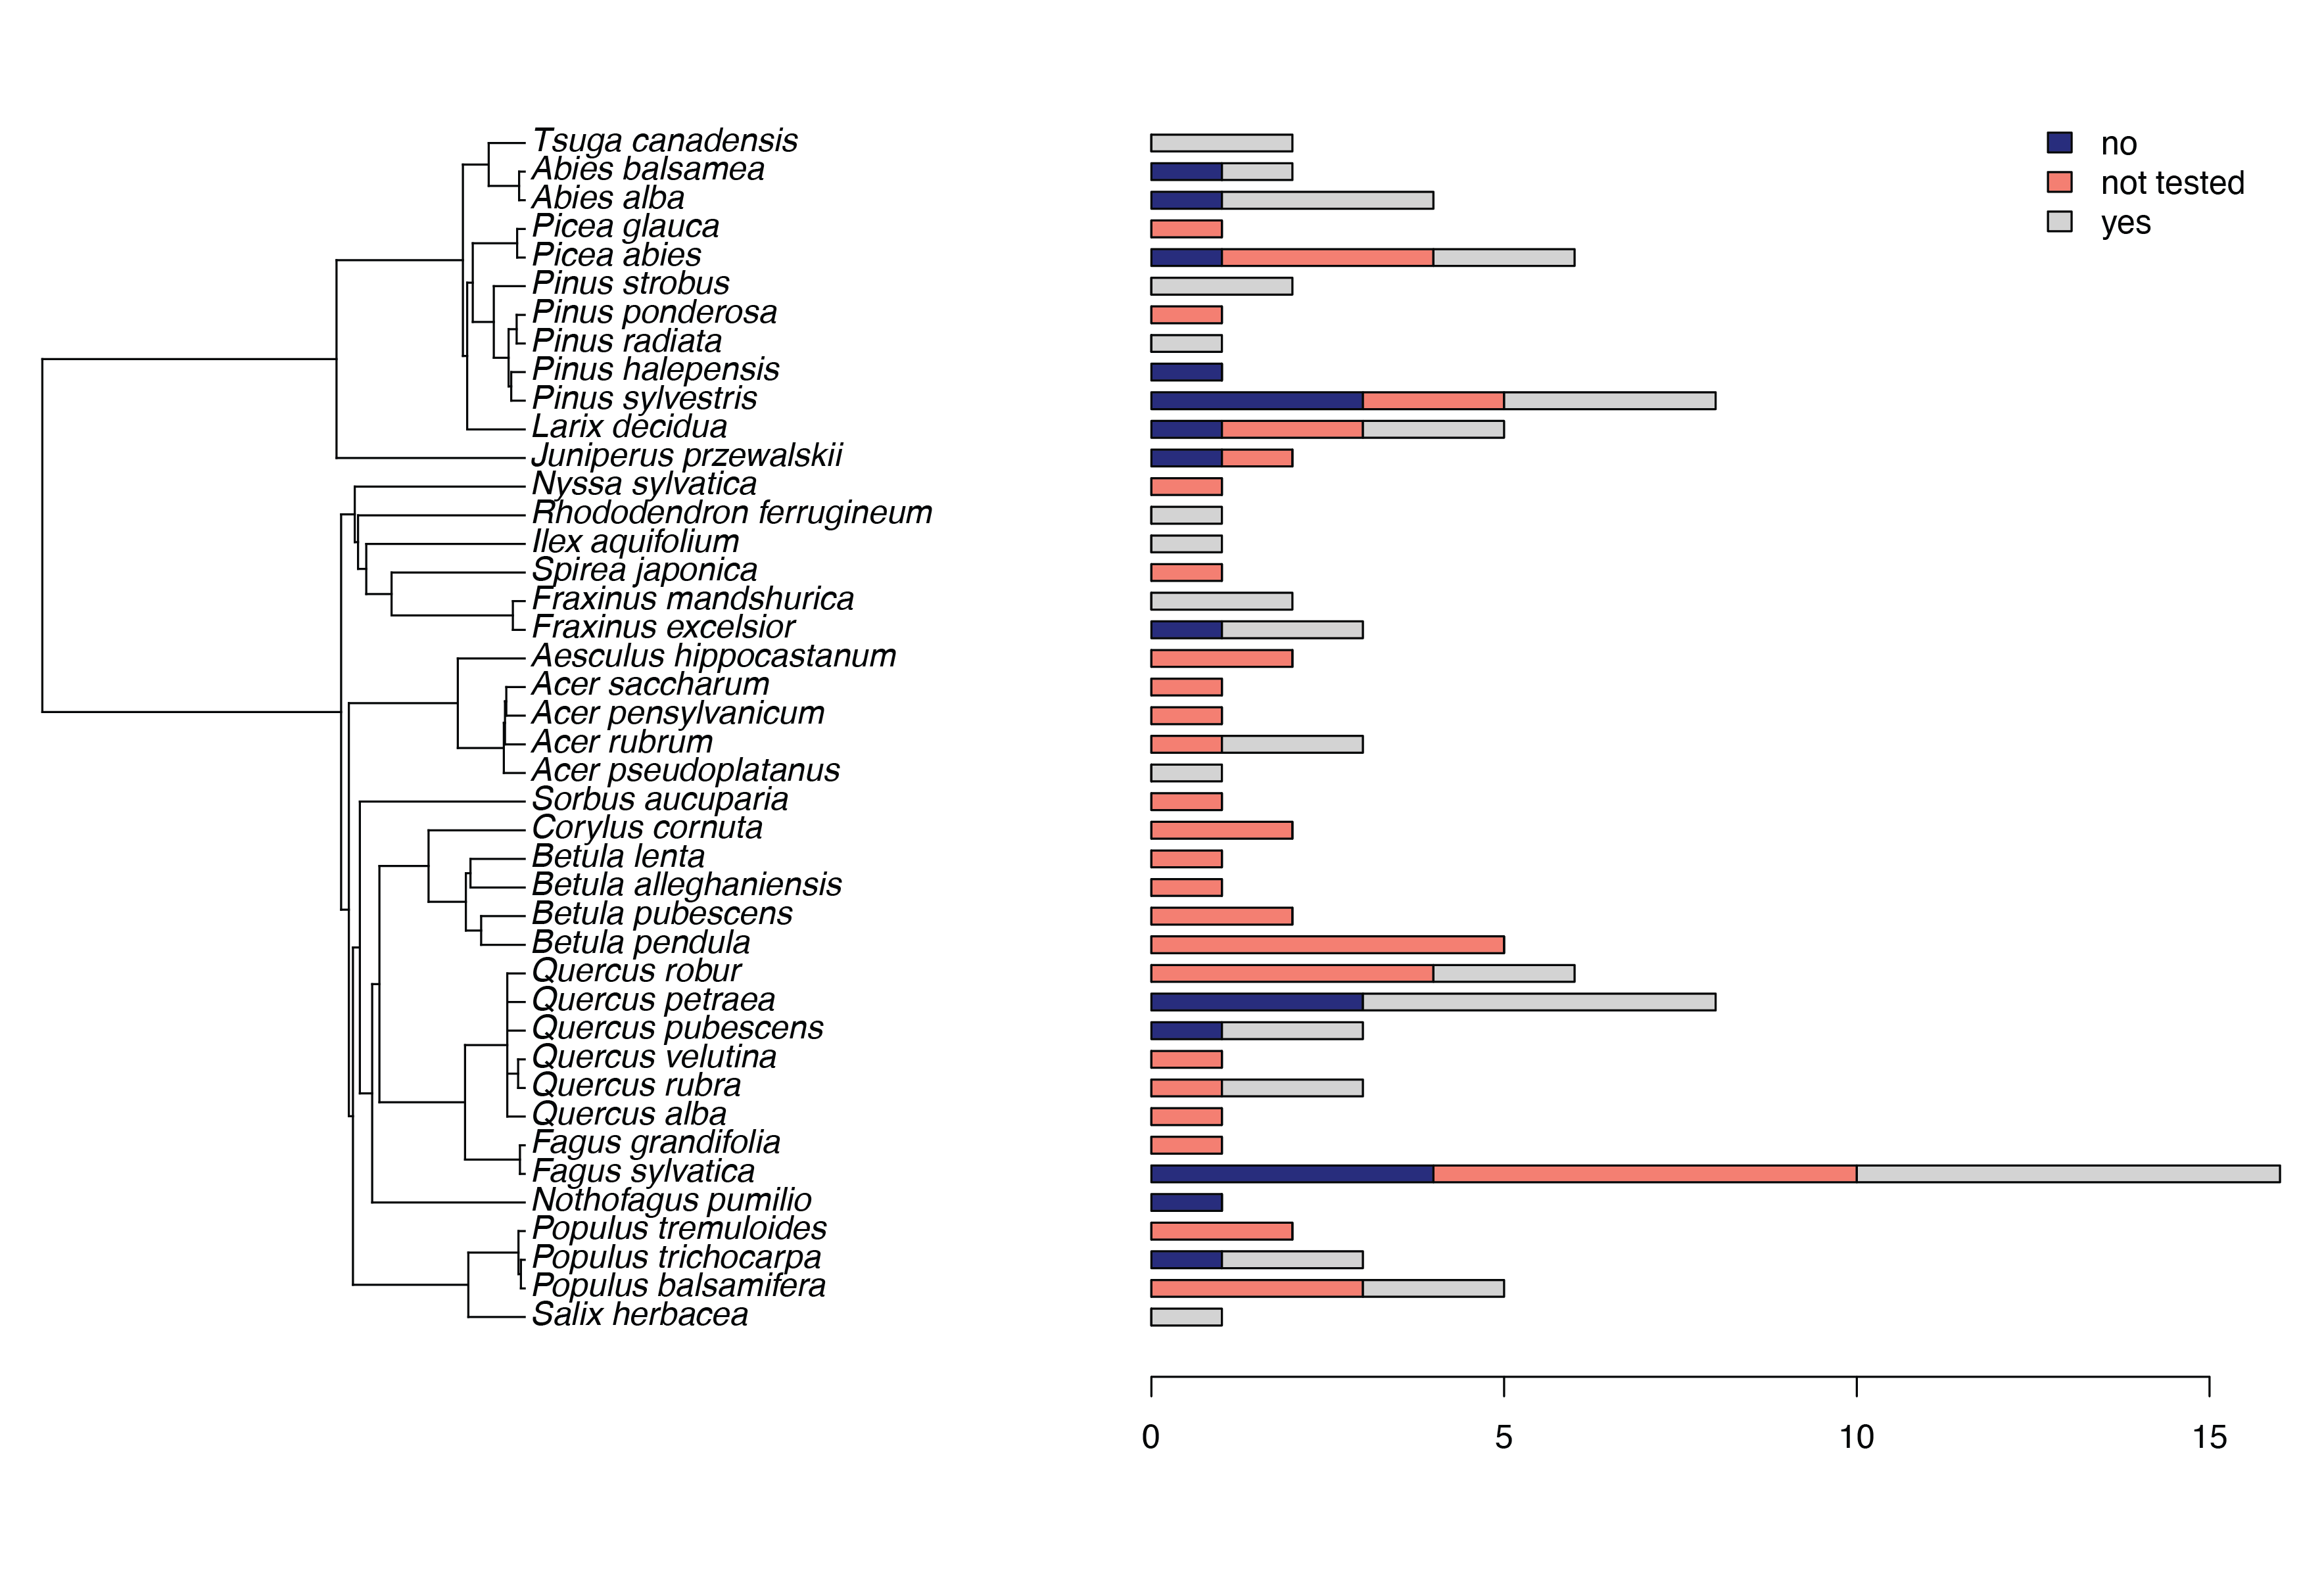 Tsuga canadensis
Abies balsamea
Abies alba
Picea glauca
Picea abies
Pinus strobus
Pinus ponderosa
Pinus radiata
Pinus halepensis
Pinus sylvestris
Larix decidua
Juniperus przewalskii
Nyssa sylvatica
Rhododendron ferrugineum
Ilex aquifolium
Spirea japonica
Fraxinus mandshurica
Fraxinus excelsior
Aesculus hippocastanum
Acer saccharum
Acer pensylvanicum
Acer rubrum
Acer pseudoplatanus
Sorbus aucuparia
Corylus cornuta
Betula lenta
Betula alleghaniensis
Betula pubescens
Betula pendula
Quercus robur
Quercus petraea
Quercus pubescens
Quercus velutina
Quercus rubra
Quercus alba
Fagus grandifolia
Fagus sylvatica
Nothofagus pumilio
Populus tremuloides
Populus trichocarpa
Populus balsamifera
Salix herbacea
no
not tested
yes
0 5 10 15